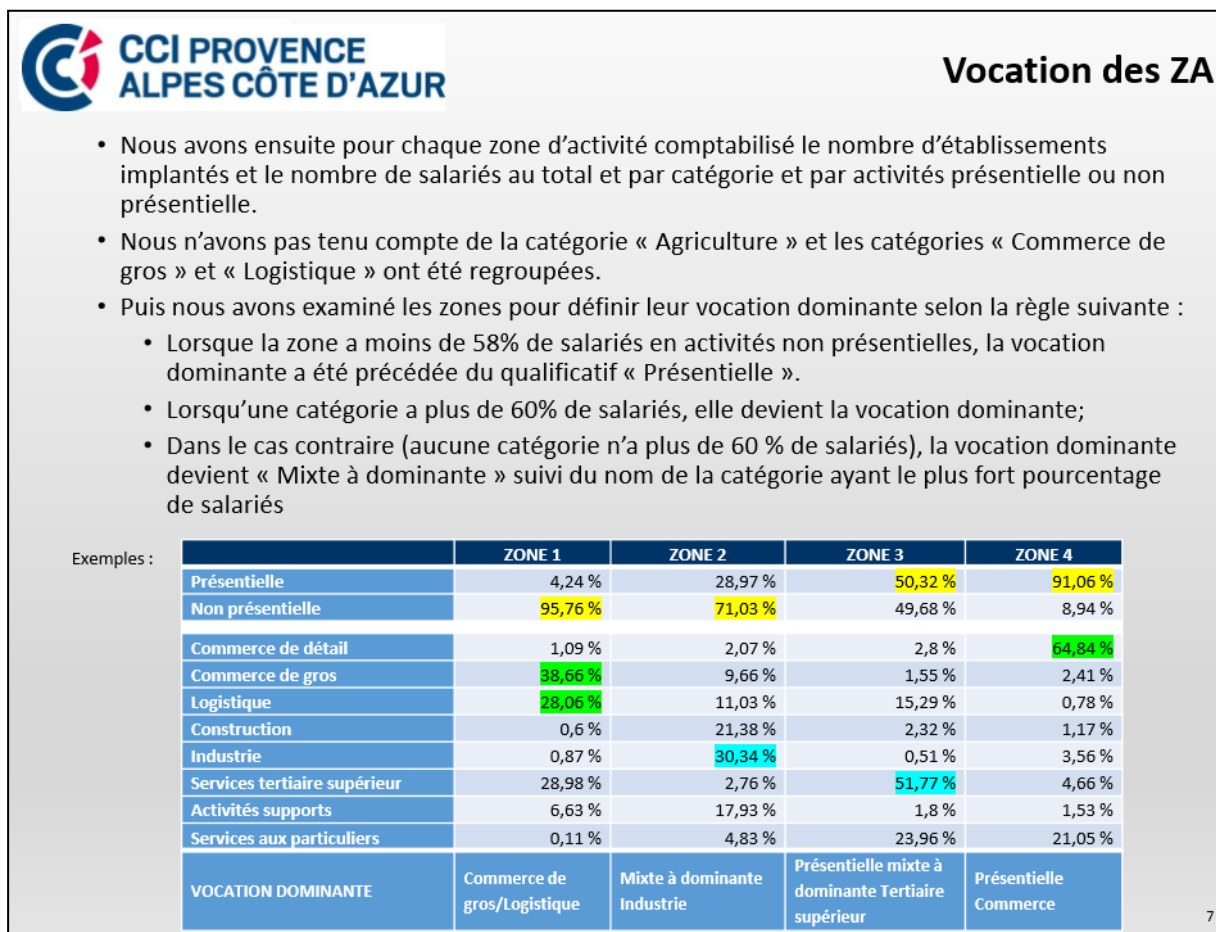 CCI PROVENCE
ALPES CÔTE D'AZUR
Vocation des ZA
• Nous avons ensuite pour chaque zone d'activité comptabilisé le nombre d'établissements
implantés et le nombre de salariés au total et par catégorie et par activités présentielle ou non
présentielle.
• Nous n'avons pas tenu compte de la catégorie « Agriculture » et les catégories « Commerce de
gros » et « Logistique » ont été regroupées.
• Puis nous avons examiné les zones pour définir leur vocation dominante selon la règle suivante :
• Lorsque la zone a moins de 58% de salariés en activités non présentielles, la vocation
dominante a été précédée du qualificatif « Présentielle ».
• Lorsqu'une catégorie a plus de 60% de salariés, elle devient la vocation dominante;
• Dans le cas contraire (aucune catégorie n'a plus de 60 % de salariés), la vocation dominante
devient « Mixte à dominante » suivi du nom de la catégorie ayant le plus fort pourcentage
de salariés
Exemples :
ZONE 1 ZONE 2 ZONE 3 ZONE 4
Présentielle 4,24 % 28,97 % 50,32 % 91,06 %
Non présentielle 95,76 % 71,03 % 49,68 % 8,94 %
Commerce de détail 1,09 % 2,07 % 2,8 % 64,84 %
Commerce de gros 38,66 % 9,66 % 1,55 % 2,41 %
Logistique 28,06 % 11,03 % 15,29 % 0,78 %
Construction 0,6 % 21,38 % 2,32 % 1,17 %
Industrie 0,87 % 30,34 % 0,51 % 3,56 %
Services tertiaire supérieur 28,98 % 2,76 % 51,77 % 4,66 %
Activités supports 6,63 % 17,93 % 1,8 % 1,53 %
Services aux particuliers 0,11 % 4,83 % 23,96 % 21,05 %
VOCATION DOMINANTE
Commerce de
gros/Logistique
Mixte à dominante
Industrie
Présentielle mixte à
dominante Tertiaire
supérieur
Présentielle
Commerce
7